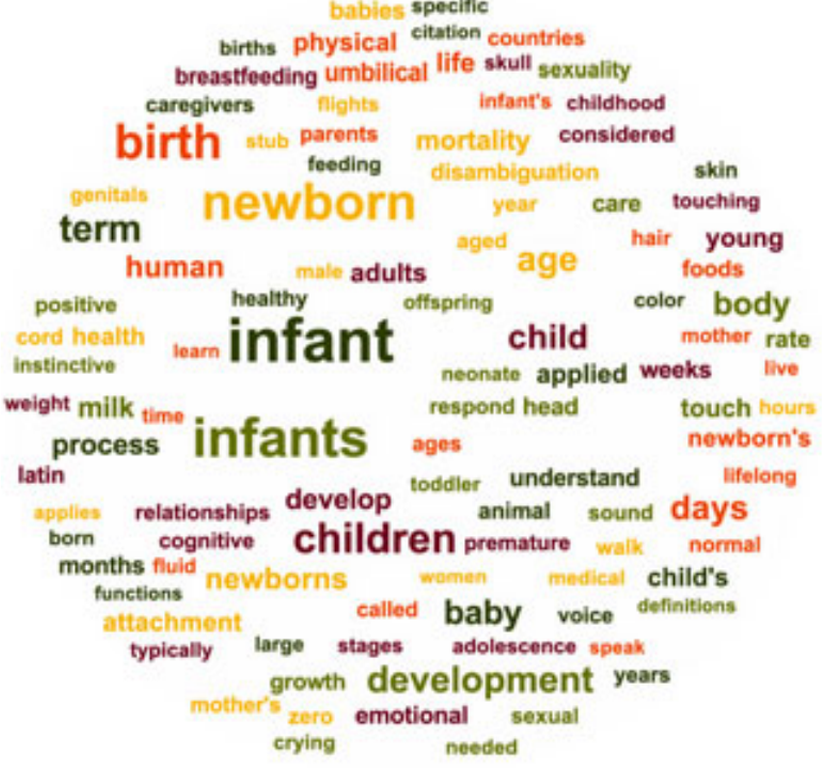 babies specific
births physical citation countries
breastfeeding umbilical life skull sexuality
caregivers flights infant's childhood
birth stub parents mortality considered
feeding disambiguation skin
genitals newborn year care touching
term aged hair young
human male adults age foods
positive healthy offspring color body
cord health learn infant child mother rate
instinctive neonate applied weeks live
weight milk time respond head touch hours
process infants ages newborn's
latin toddler understand lifelong
applies relationships develop animal sound days
born cognitive children premature walk normal
months fluid newborns women medical child's
functions called baby voice definitions
attachment
typically large stages adolescence speak
growth development years
mother's zero emotional sexual
crying needed